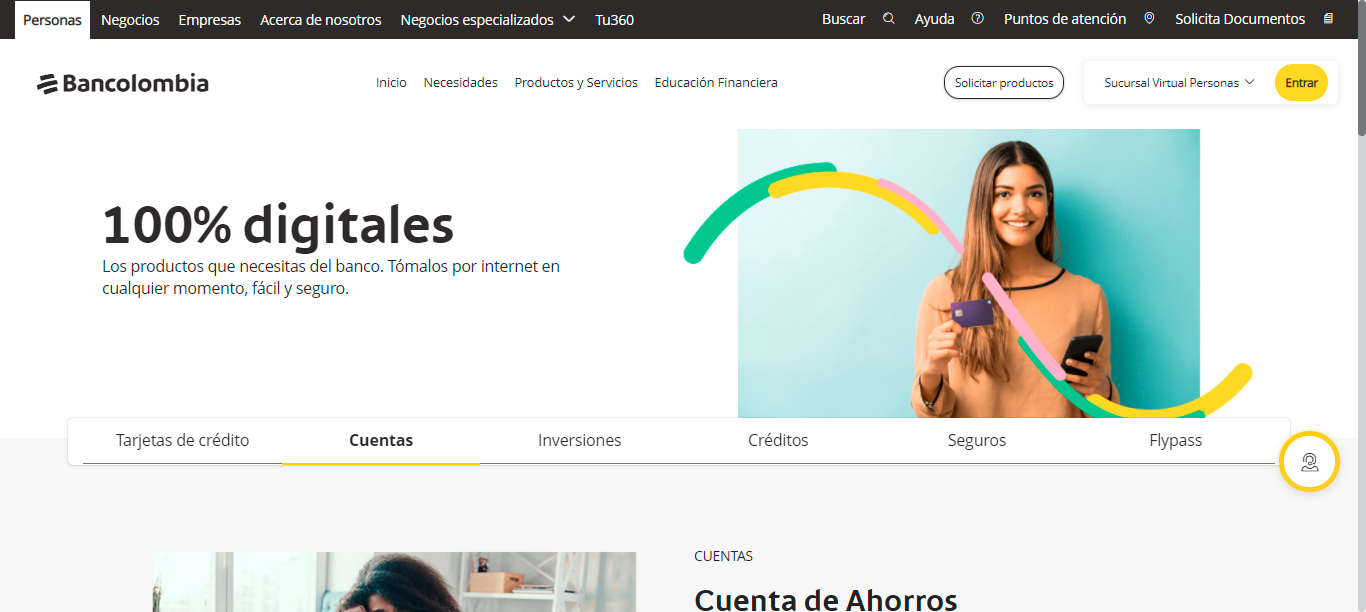 Personas Negocios Empresas Acerca de nosotros Negocios especializados Tu360 Buscar Ayuda Puntos de atención Solicita Documentos
Bancolombia Inicio Necesidades Productos y Servicios Educación Financiera Solicitar productos Sucursal Virtual Personas Entrar
100% digitales
Los productos que necesitas del banco. Tómalos por internet en
cualquier momento, fácil y seguro.
Tarjetas de crédito Cuentas Inversiones Créditos Seguros Flypass
CUENTAS
Cuenta de Ahorros